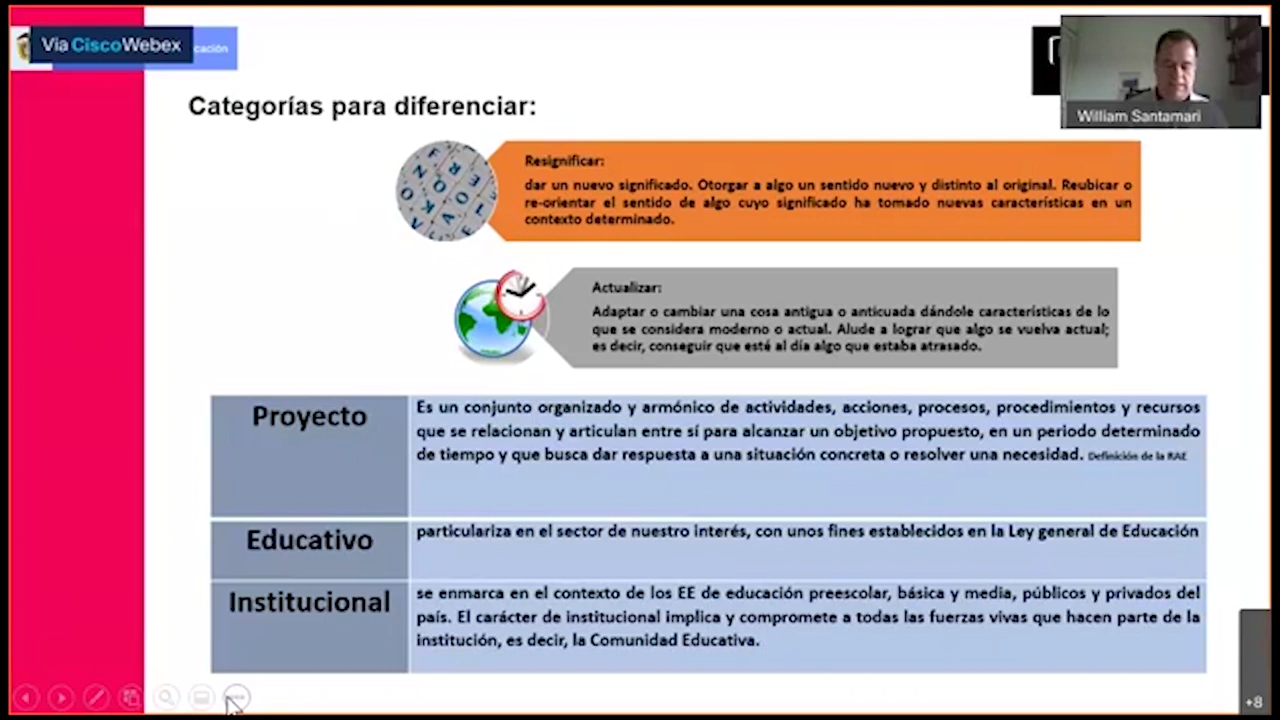 Via CiscoWebex
cación
Categorías para diferenciar:
William Santamari
Resignificar:
dar un nuevo significado. Otorgar a algo un sentido nuevo y distinto al original. Reubicar o
re-orientar el sentido de algo cuyo significado ha tomado nuevas características en un
contexto determinado.
Actualizar:
Adaptar o cambiar una cosa antigua o anticuada dándole características de lo
que se considera moderno o actual. Alude a lograr que algo se vuelva actual;
es decir, conseguir que esté al día algo que estaba atrasado.
Proyecto
Es un conjunto organizado y armónico de actividades, acciones, procesos, procedimientos y recursos
que se relacionan y articulan entre sí para alcanzar un objetivo propuesto, en un periodo determinado
de tiempo y que busca dar respuesta a una situación concreta o resolver una necesidad. Definición de la RAE
Educativo
particulariza en el sector de nuestro interés, con unos fines establecidos en la Ley general de Educación
Institucional
se enmarca en el contexto de los EE de educación preescolar, básica y media, públicos y privados del
país. El carácter de institucional implica y compromete a todas las fuerzas vivas que hacen parte de la
institución, es decir, la Comunidad Educativa.
+8